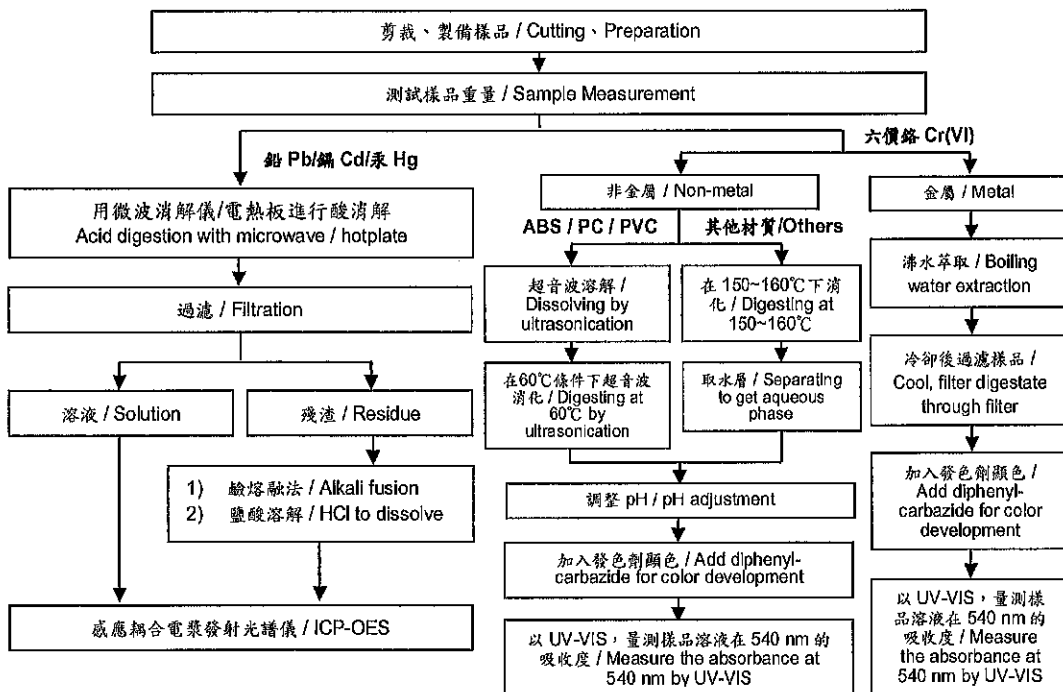 剪裁、製備樣品 / Cutting、Preparation
測試樣品重量 / Sample Measurement
鉛 Pb/鎘 Cd/汞 Hg
六價鉻 Cr(VI)
用微波消解儀/電熱板進行酸消解
Acid digestion with microwave / hotplate
過濾 / Filtration
溶液 / Solution
殘渣 / Residue
1) 鹼熔融法 / Alkali fusion
2) 鹽酸溶解 / HCl to dissolve
感應耦合電漿發射光譜儀 / ICP-OES
非金屬 / Non-metal
ABS / PC / PVC
其他材質/Others
超音波溶解 /
Dissolving by
ultrasonication
在60℃條件下超音波
消化 / Digesting at
60℃ by
ultrasonication
在 150~160℃下消
化 / Digesting at
150~160℃
取水層 / Separating
to get aqueous
phase
調整 pH / pH adjustment
加入發色劑顯色 / Add diphenyl-
carbazide for color development
以 UV-VIS，量測樣品溶液在 540 nm 的
吸收度 / Measure the absorbance at
540 nm by UV-VIS
金屬 / Metal
沸水萃取 / Boiling
water extraction
冷卻後過濾樣品 /
Cool, filter digestate
through filter
加入發色劑顯色 /
Add diphenyl-
carbazide for color
development
以 UV-VIS，量測樣
品溶液在 540 nm 的
吸收度 / Measure
the absorbance at
540 nm by UV-VIS